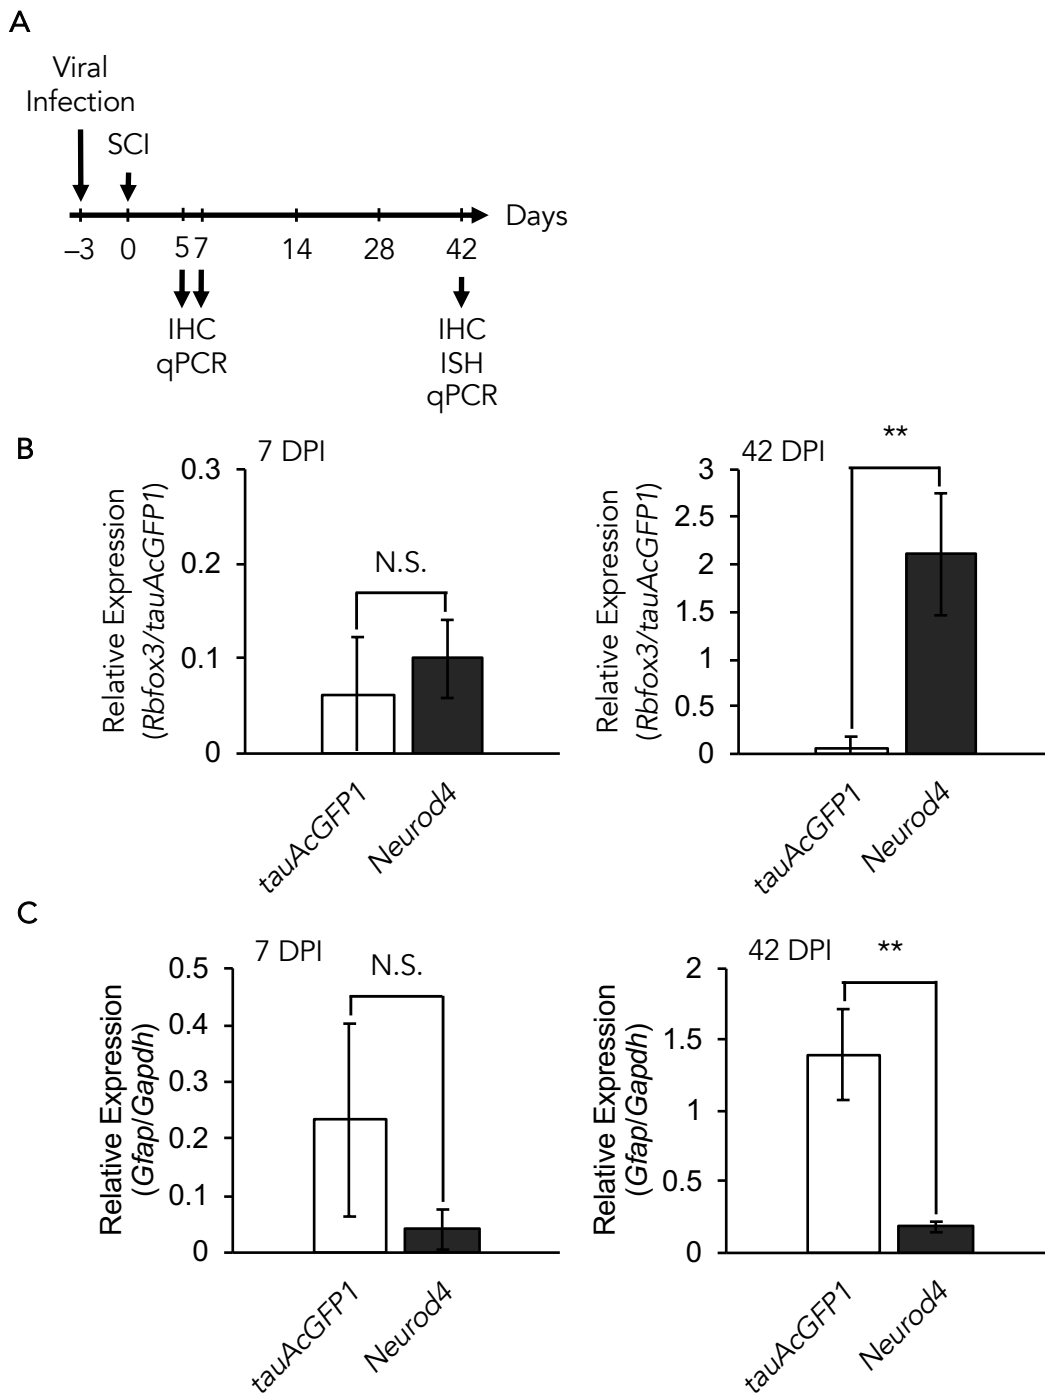 A
Viral
Infection
SCI
Days
–3 0 5 7 14 28 42
IHC
qPCR
IHC
ISH
qPCR
B
7 DPI
Relative Expression
(Rbfox3/tauAcGFP1)
0.3
0.2
0.1
0
N.S.
tauAcGFP1
Neurod4
42 DPI
**
Relative Expression
(Rbfox3/tauAcGFP1)
3
2.5
2
1.5
1
0.5
0
tauAcGFP1
Neurod4
C
7 DPI
N.S.
Relative Expression
(Gfap/Gapdh)
0.5
0.4
0.3
0.2
0.1
0
tauAcGFP1
Neurod4
42 DPI
**
Relative Expression
(Gfap/Gapdh)
2
1.5
1
0.5
0
tauAcGFP1
Neurod4